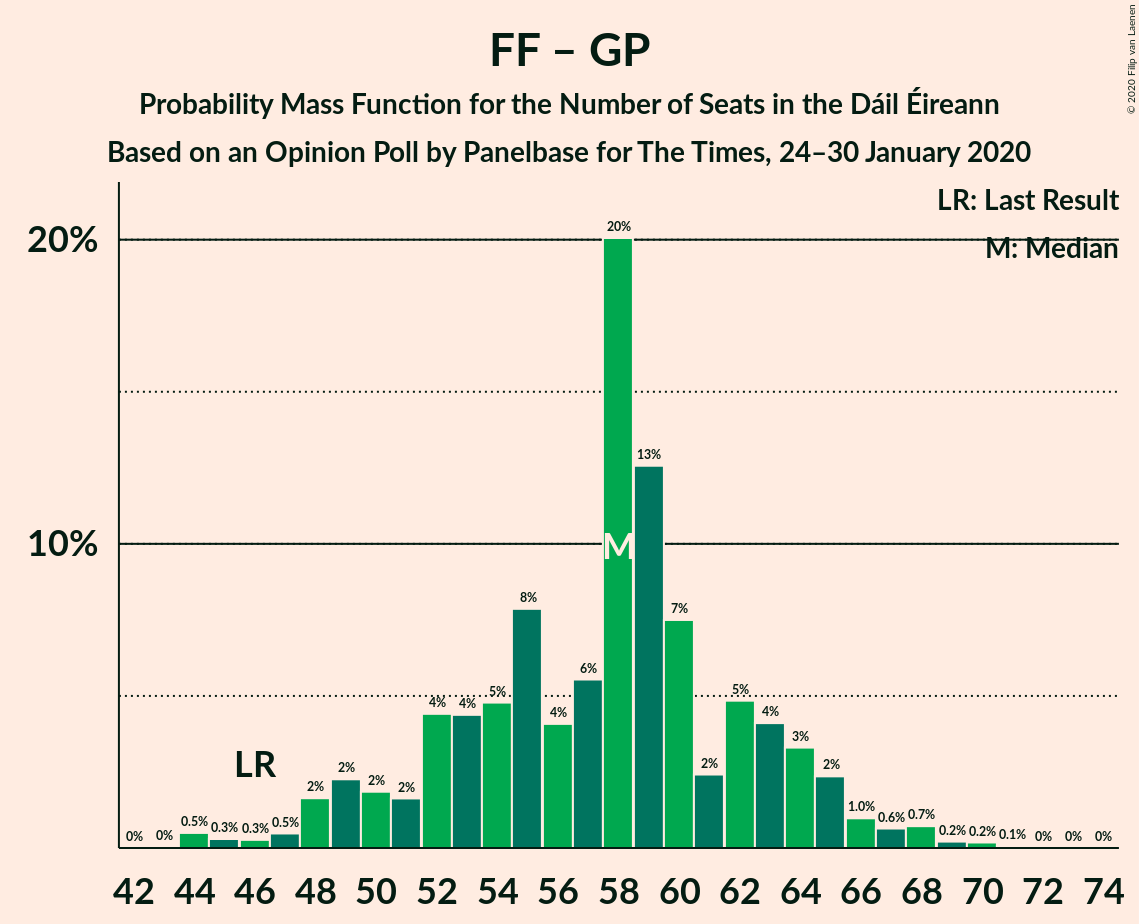 © 2020 Filip van Laenen
FF – GP
Probability Mass Function for the Number of Seats in the Dáil Éireann
Based on an Opinion Poll by Panelbase for The Times, 24–30 January 2020
LR: Last Result
M: Median
20%
10%
LR
M
0% 0% 0.5% 0.3% 0.3% 0.5% 2% 2% 2% 2% 4% 4% 5% 8% 4% 6% 20% 13% 7% 2% 5% 4% 3% 2% 1.0% 0.6% 0.7% 0.2% 0.2% 0.1% 0% 0% 0%
42 44 46 48 50 52 54 56 58 60 62 64 66 68 70 72 74